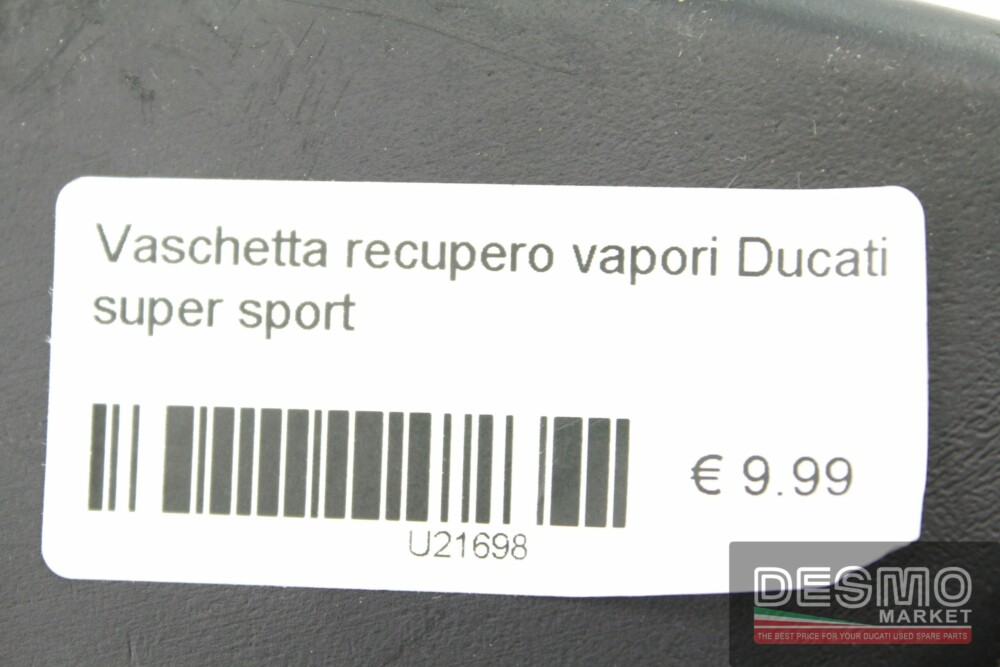 Vaschetta recupero vapori Ducati
super sport
€ 9.99
U21698
DESMO
MARKET
THE BEST PRICE FOR YOUR DUCATI USED SPARE PARTS